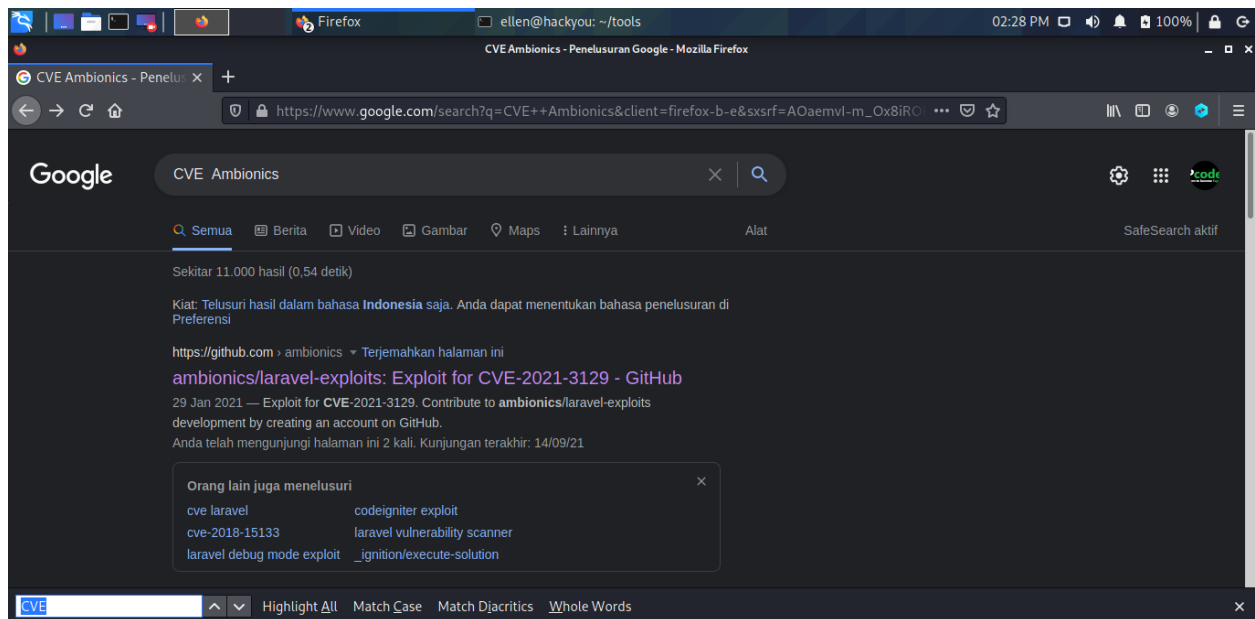 Firefox
ellen@hackyou: ~/tools
02:28 PM
100%
CVE Ambionics - Penelusuran Google - Mozilla Firefox
CVE Ambionics - Penelus
https://www.google.com/search?q=CVE++Ambionics&client=firefox-b-e&sxsrf=AOaemvI-m_Ox8iRO
Google
CVE  Ambionics
code
Semua
Berita
Video
Gambar
Maps
Lainnya
Alat
SafeSearch aktif
Sekitar 11.000 hasil (0,54 detik)
Kiat: Telusuri hasil dalam bahasa Indonesia saja. Anda dapat menentukan bahasa penelusuran di
Preferensi
https://github.com › ambionics
Terjemahkan halaman ini
ambionics/laravel-exploits: Exploit for CVE-2021-3129 - GitHub
29 Jan 2021 — Exploit for CVE-2021-3129. Contribute to ambionics/laravel-exploits
development by creating an account on GitHub.
Anda telah mengunjungi halaman ini 2 kali. Kunjungan terakhir: 14/09/21
Orang lain juga menelusuri
cve laravel
codeigniter exploit
cve-2018-15133
laravel vulnerability scanner
laravel debug mode exploit
_ignition/execute-solution
CVE
Highlight All
Match Case
Match Diacritics
Whole Words